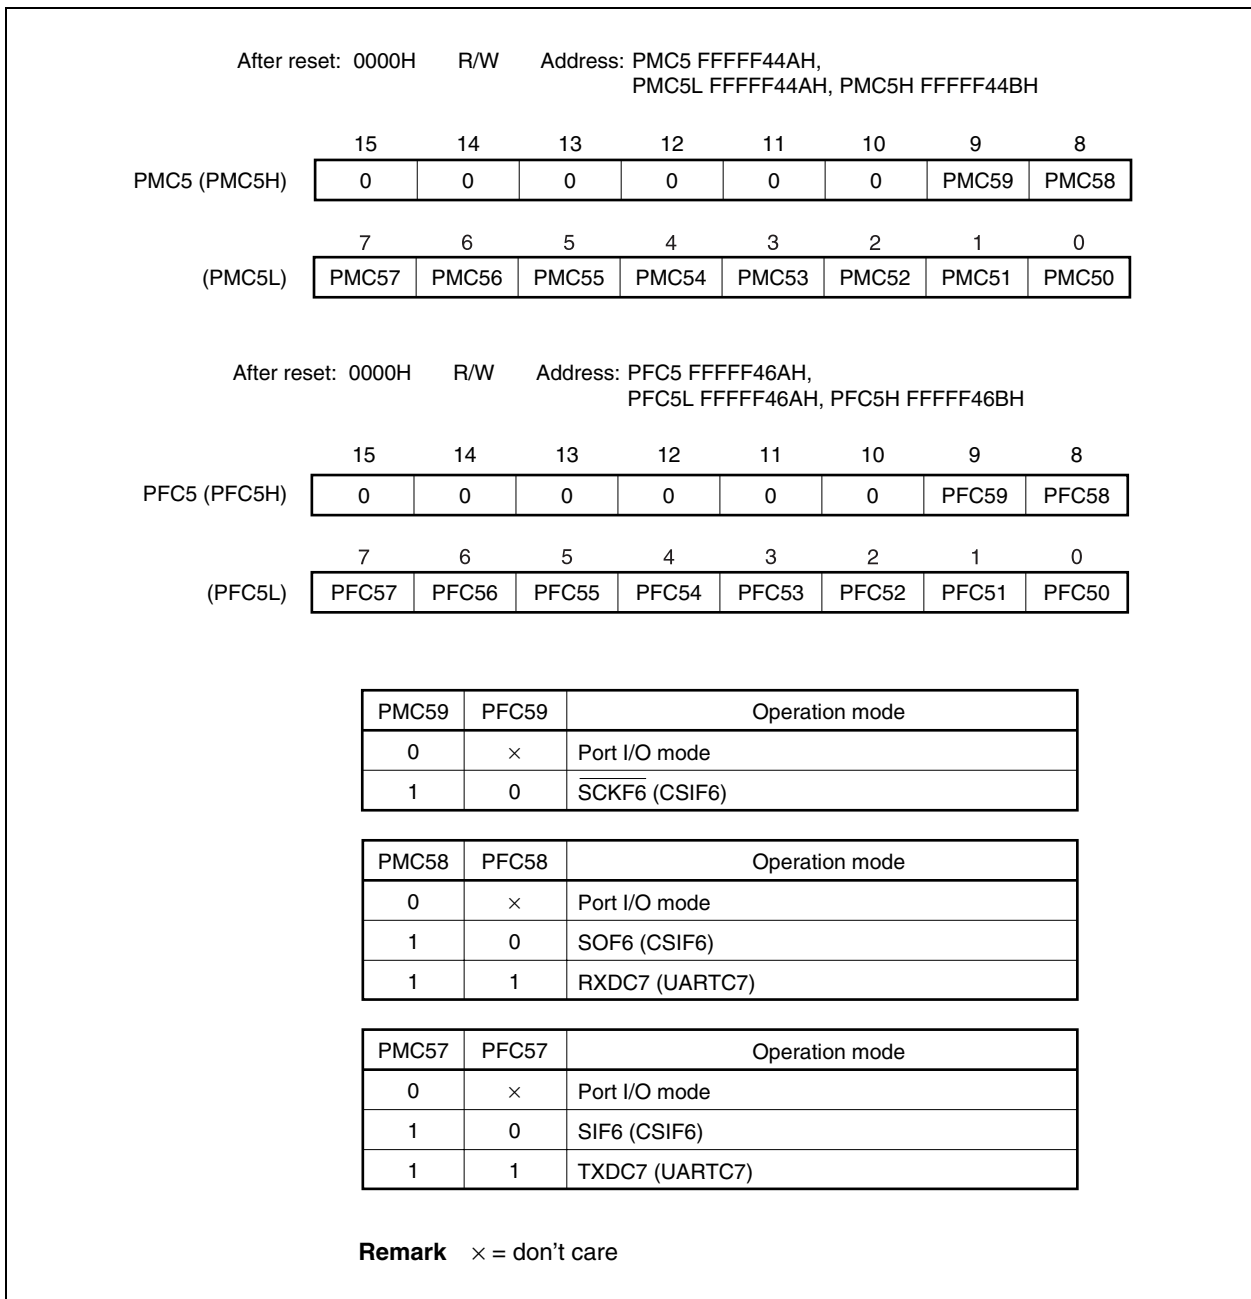 After reset: 0000H R/W Address: PMC5 FFFFF44AH,
PMC5L FFFFF44AH, PMC5H FFFFF44BH
15 14 13 12 11 10 9 8
PMC5 (PMC5H) 0 0 0 0 0 0 PMC59 PMC58
7 6 5 4 3 2 1 0
(PMC5L) PMC57 PMC56 PMC55 PMC54 PMC53 PMC52 PMC51 PMC50
After reset: 0000H R/W Address: PFC5 FFFFF46AH,
PFC5L FFFFF46AH, PFC5H FFFFF46BH
15 14 13 12 11 10 9 8
PFC5 (PFC5H) 0 0 0 0 0 0 PFC59 PFC58
7 6 5 4 3 2 1 0
(PFC5L) PFC57 PFC56 PFC55 PFC54 PFC53 PFC52 PFC51 PFC50
PMC59 PFC59 Operation mode
0 × Port I/O mode
1 0 S̅C̅K̅F̅6̅ (CSIF6)
PMC58 PFC58 Operation mode
0 × Port I/O mode
1 0 SOF6 (CSIF6)
1 1 RXDC7 (UARTC7)
PMC57 PFC57 Operation mode
0 × Port I/O mode
1 0 SIF6 (CSIF6)
1 1 TXDC7 (UARTC7)
Remark × = don't care